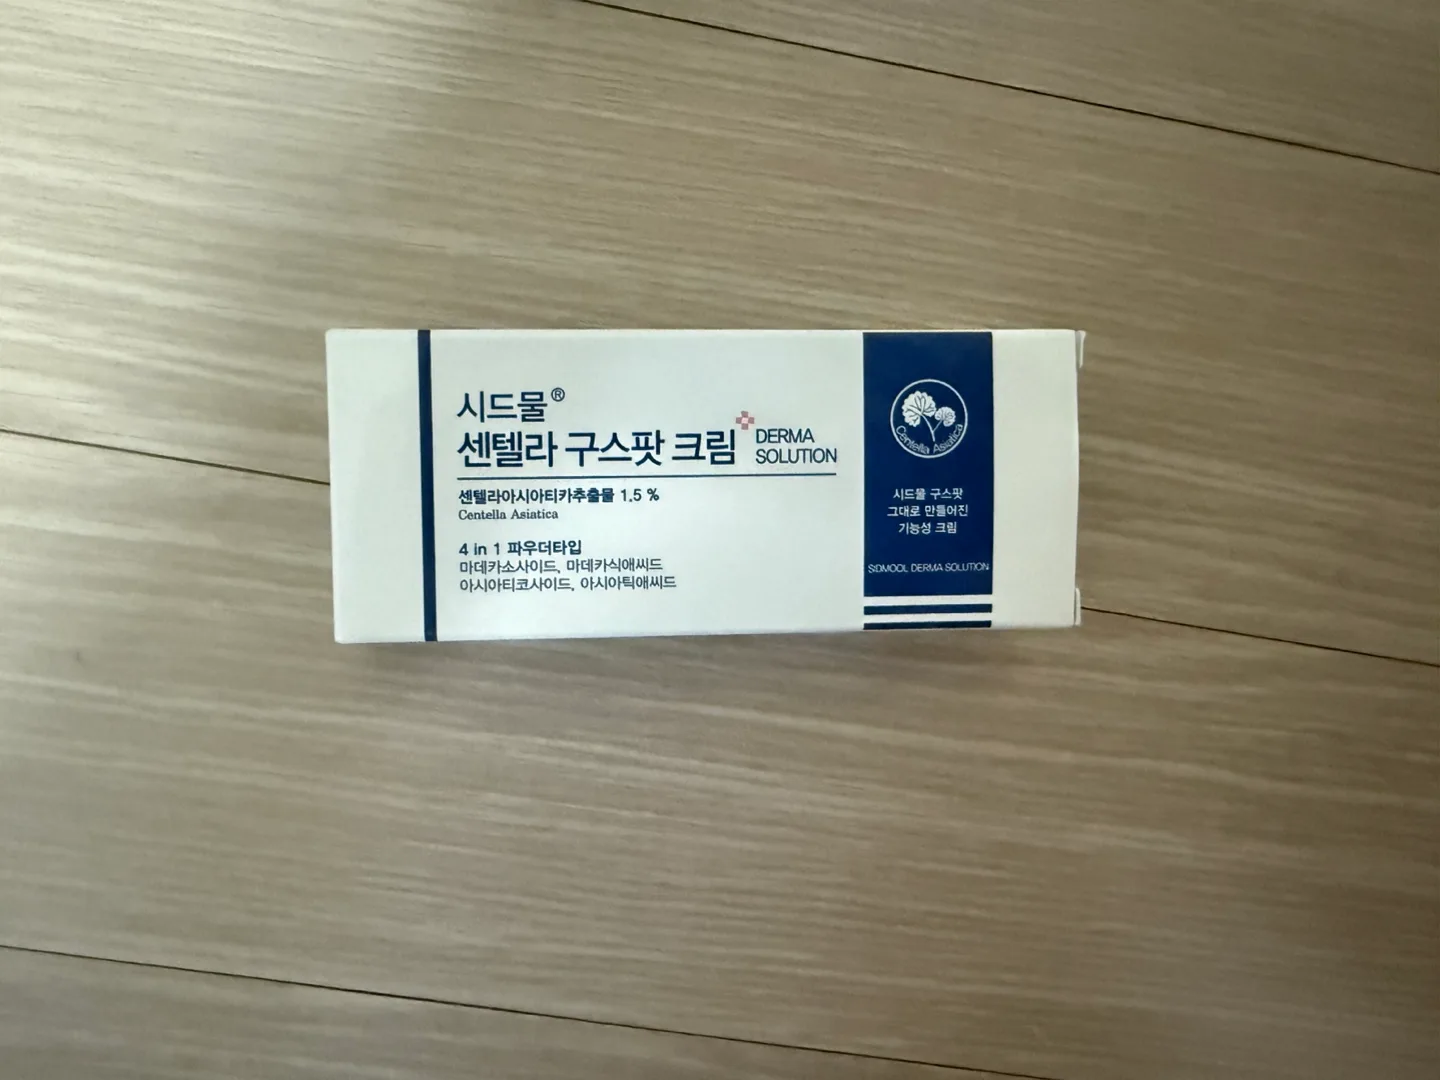 시드물®
센텔라 구스팟 크림
DERMA
SOLUTION
센텔라아시아티카추출물 1.5 %
Centella Asiatica
4 in 1 파우더타입
마데카소사이드, 마데카식애씨드
아시아티코사이드, 아시아틱애씨드
Centella Asiatica
시드물 구스팟
그대로 만들어진
기능성 크림
SIDMOOL DERMA SOLUTION